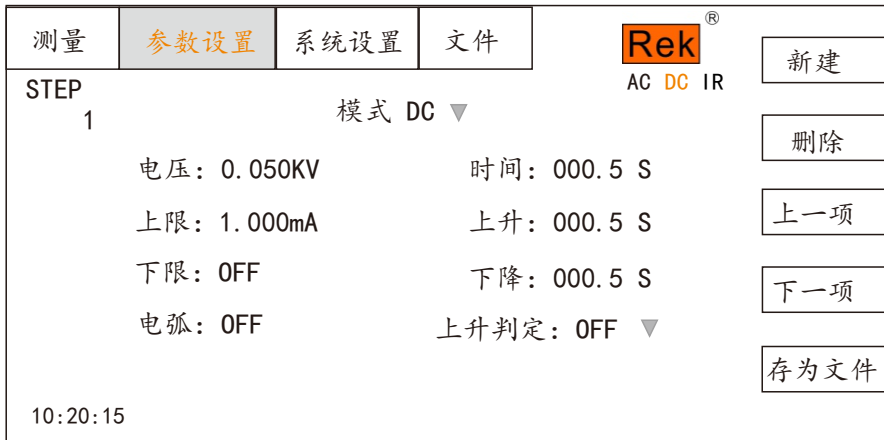 测量 参数设置 系统设置 文件 Rek® 新建
AC DC IR
STEP
1
模式 DC ▼
删除
电压：0.050KV 时间：000.5 S
上限：1.000mA 上升：000.5 S 上一项
下限：OFF 下降：000.5 S 下一项
电弧：OFF 上升判定：OFF ▼
存为文件
10:20:15